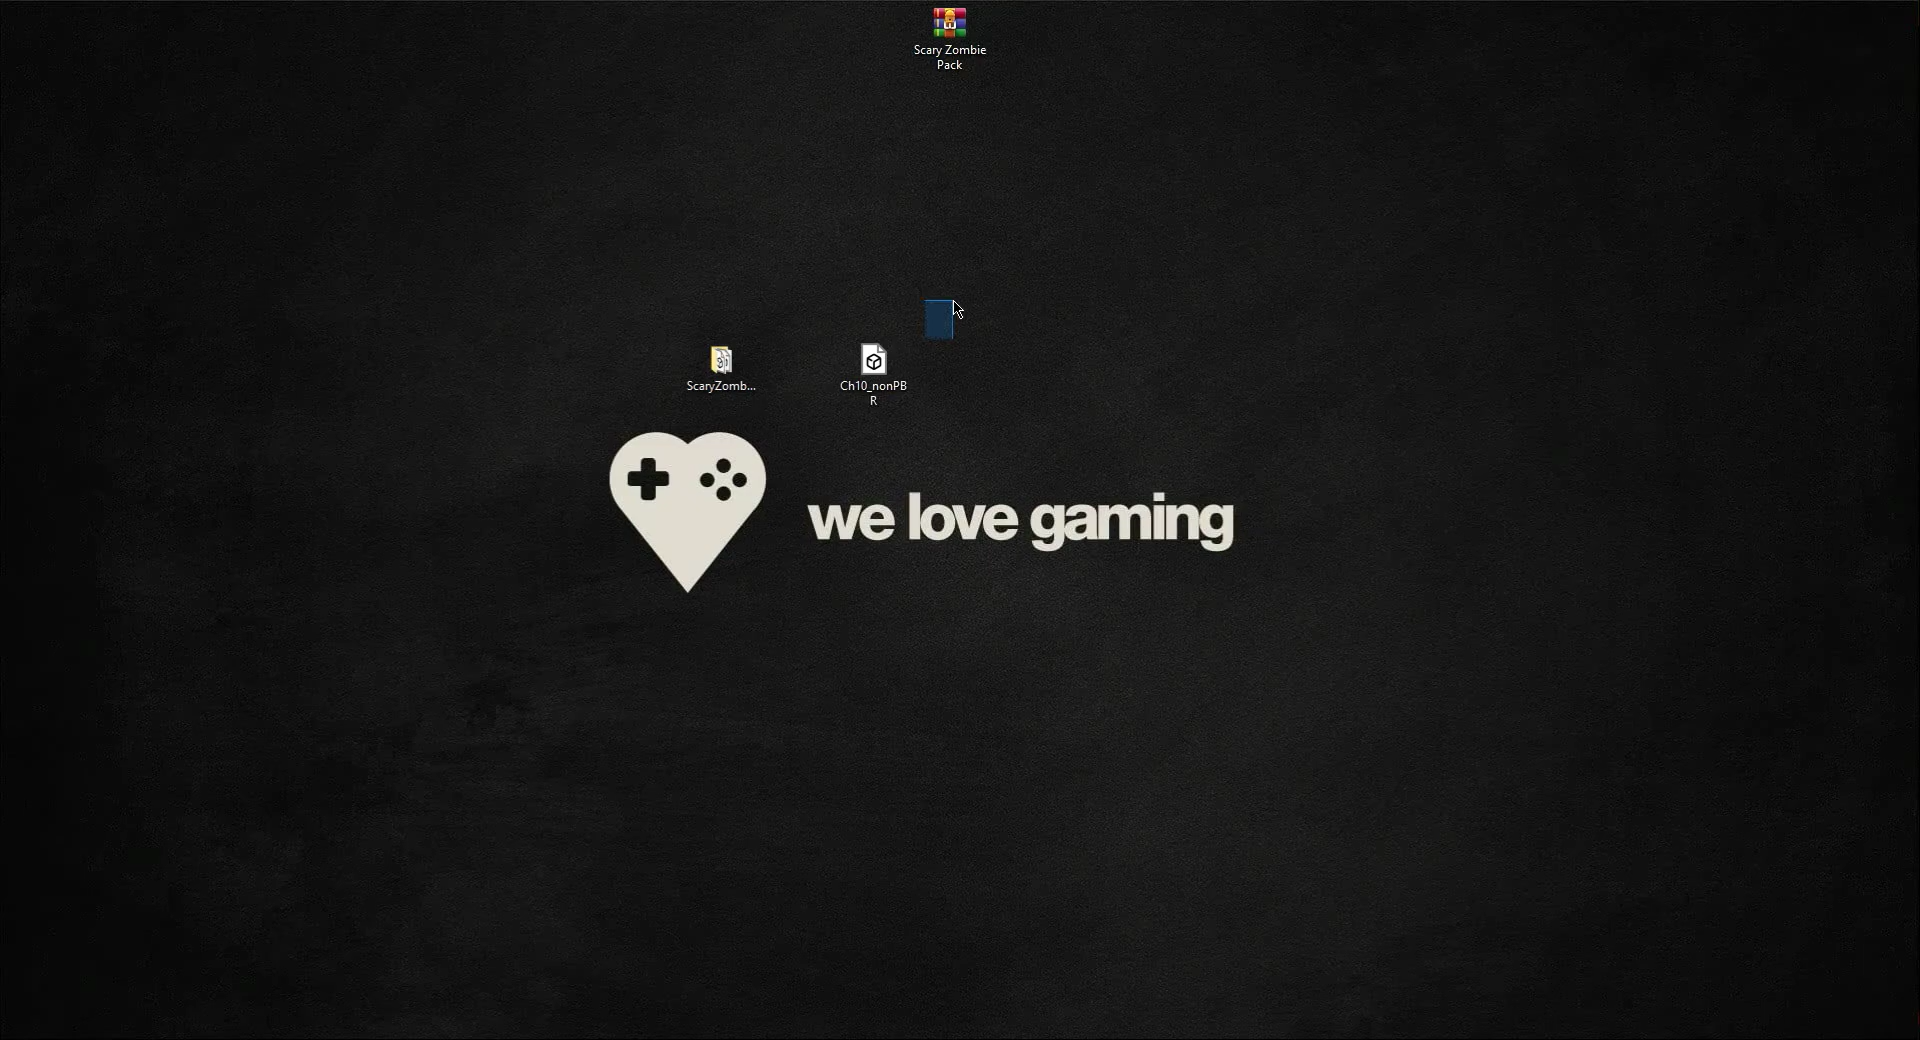 Scary Zombie
Pack
ScaryZomb...
Ch10_nonPB
R
we love gaming